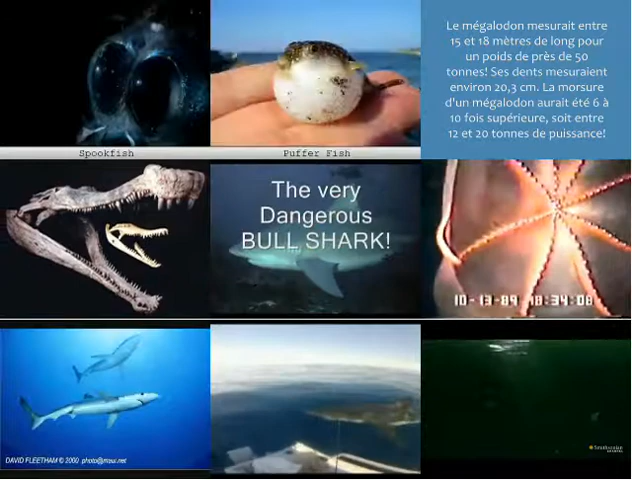 Le mégalodon mesurait entre
15 et 18 mètres de long pour
un poids de près de 50
tonnes! Ses dents mesuraient
environ 20,3 cm. La morsure
d'un mégalodon aurait été 6 à
10 fois supérieure, soit entre
12 et 20 tonnes de puissance!
Spookfish
Puffer Fish
The very
Dangerous
BULL SHARK!
10-13-89 18:34:08
DAVID FLEETHAM © 2000 photo@maui.net
Smithsonian
CHANNEL